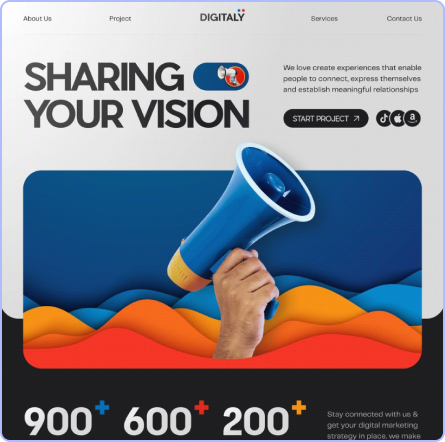 About Us
Project
DIGITALY
Services
Contact Us
SHARING
YOUR VISION
We love create experiences that enable
people to connect, express themselves
and establish meaningful relationships
START PROJECT
900+ 600+ 200+
Stay connected with us &
get your digital marketing
strategy in place. we make